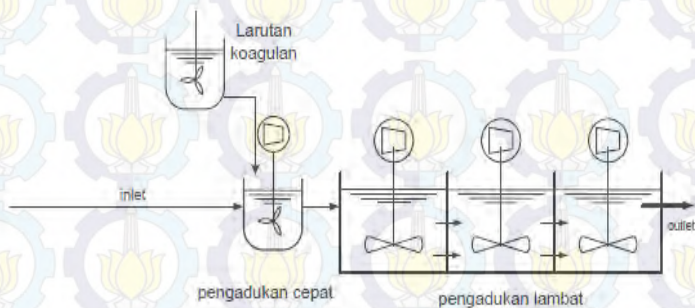 Larutan
koagulan
inlet
outlet
pengadukan cepat
pengadukan lambat